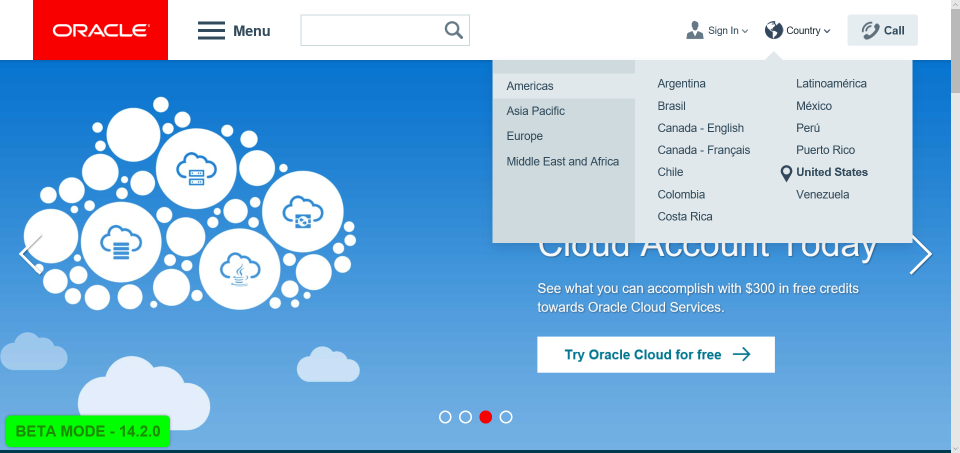 ORACLE
Menu
Sign In
Country
Call
Americas
Asia Pacific
Europe
Middle East and Africa
Argentina
Brasil
Canada - English
Canada - Français
Chile
Colombia
Costa Rica
Latinoamérica
México
Perú
Puerto Rico
United States
Venezuela
Cloud Account Today
See what you can accomplish with $300 in free credits
towards Oracle Cloud Services.
Try Oracle Cloud for free
BETA MODE - 14.2.0